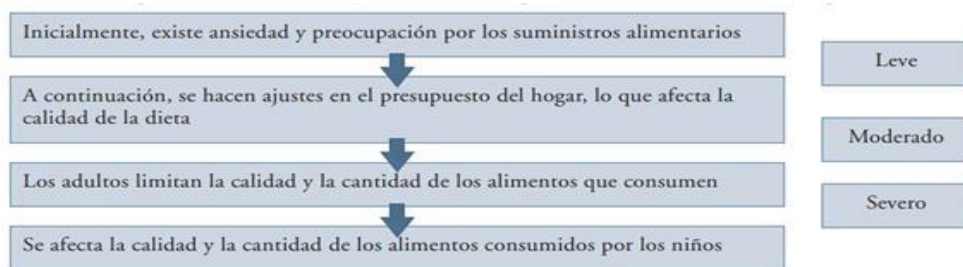 Inicialmente, existe ansiedad y preocupación por los suministros alimentarios
A continuación, se hacen ajustes en el presupuesto del hogar, lo que afecta la
calidad de la dieta
Los adultos limitan la calidad y la cantidad de los alimentos que consumen
Se afecta la calidad y la cantidad de los alimentos consumidos por los niños
Leve
Moderado
Severo